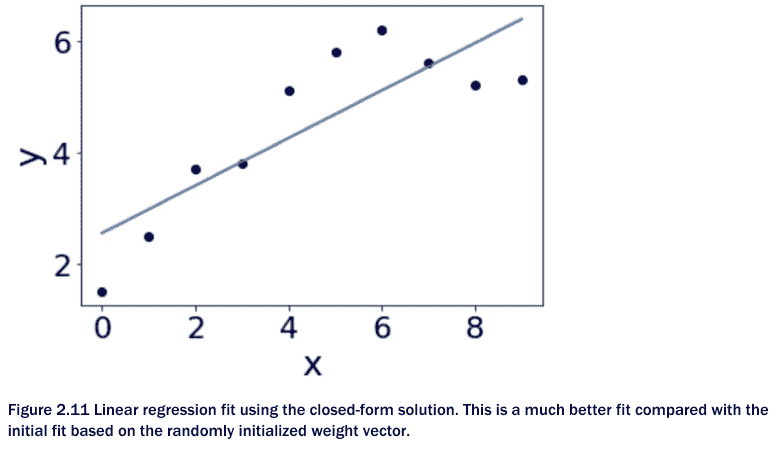 6
y
4
2
0 2 4 6 8
x
Figure 2.11 Linear regression fit using the closed-form solution. This is a much better fit compared with the
initial fit based on the randomly initialized weight vector.